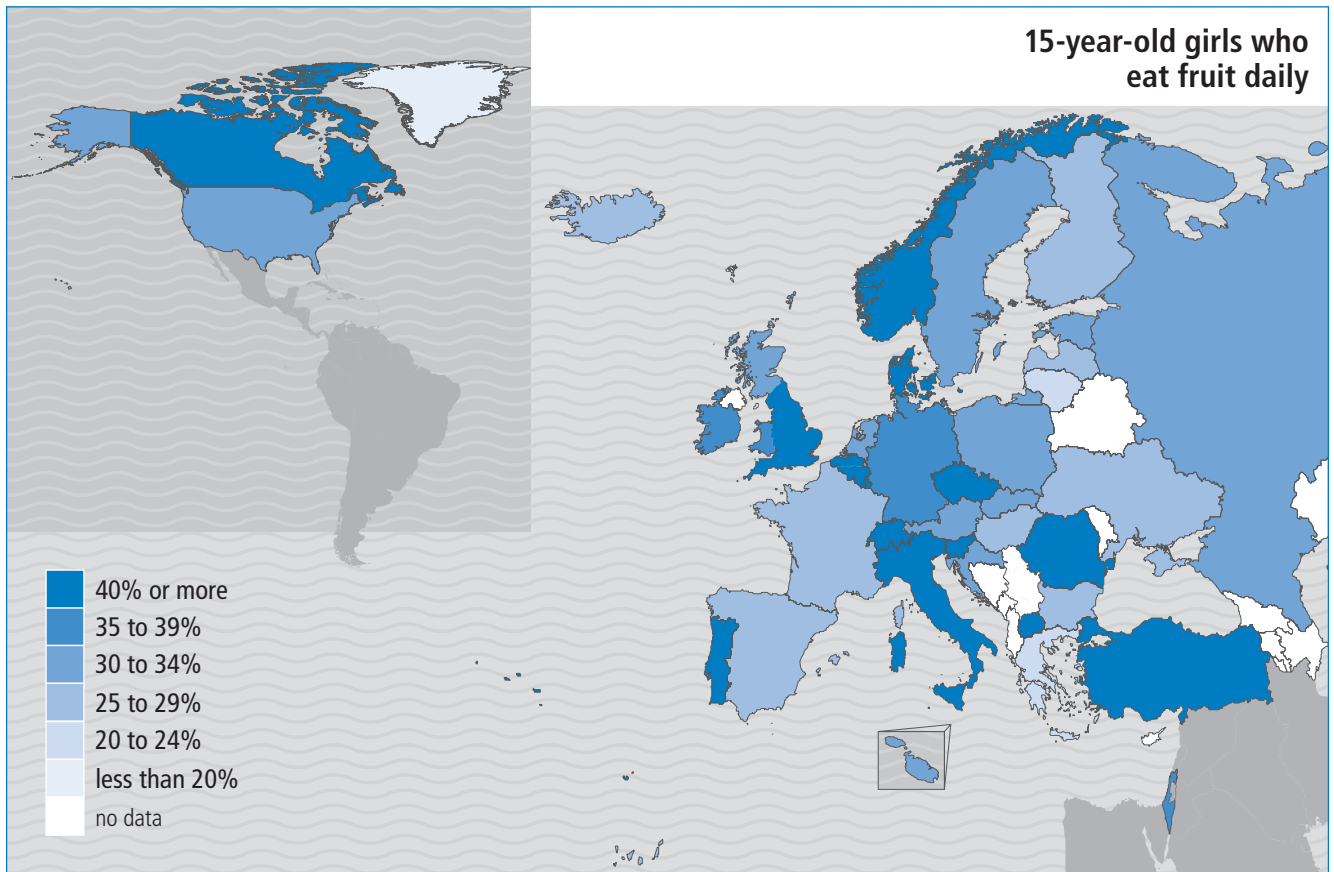 15-year-old girls who
eat fruit daily
40% or more
35 to 39%
30 to 34%
25 to 29%
20 to 24%
less than 20%
no data